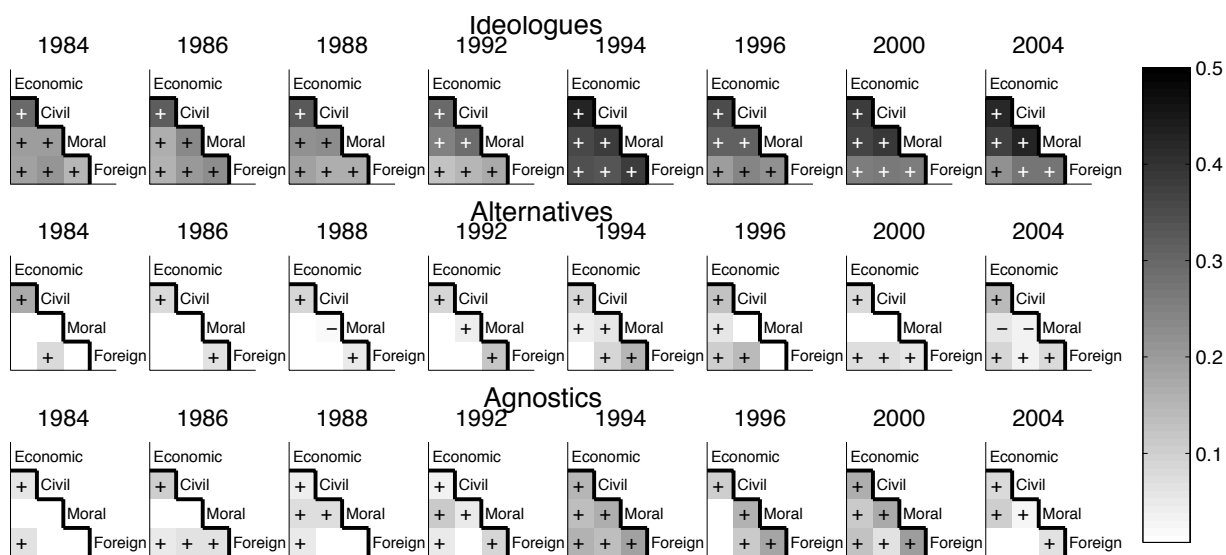 Ideologues
1984 1986 1988 1992 1994 1996 2000 2004
Economic Economic Economic Economic Economic Economic Economic Economic
+ Civil + Civil + Civil + Civil + Civil + Civil + Civil + Civil
+ + Moral + + Moral + + Moral + + Moral + + Moral + + Moral + + Moral + + Moral
+ + + Foreign + + + Foreign + + + Foreign + + + Foreign + + + Foreign + + + Foreign + + + Foreign + + + Foreign
Alternatives
1984 1986 1988 1992 1994 1996 2000 2004
Economic Economic Economic Economic Economic Economic Economic Economic
+ Civil + Civil + Civil + Civil + Civil + Civil + Civil + Civil
Moral Moral − Moral + Moral + + Moral + Moral Moral − − Moral
+ Foreign + Foreign + Foreign + Foreign + + Foreign + + Foreign + + + Foreign + + + Foreign
Agnostics
1984 1986 1988 1992 1994 1996 2000 2004
Economic Economic Economic Economic Economic Economic Economic Economic
+ Civil + Civil + Civil + Civil + Civil + Civil + Civil + Civil
Moral Moral + + Moral + + Moral + + Moral + Moral + + Moral + + Moral
+ Foreign + + + Foreign + Foreign + + Foreign + + + Foreign + + Foreign + + + Foreign + Foreign
0.5
0.4
0.3
0.2
0.1